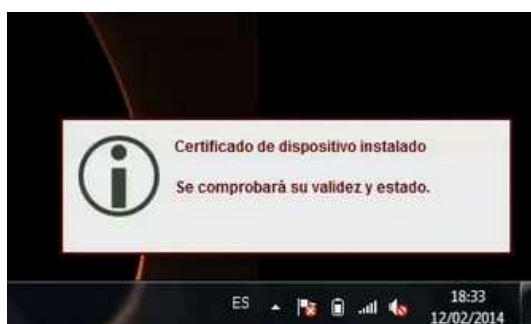 Certificado de dispositivo instalado
Se comprobará su validez y estado.
ES
18:33
12/02/2014